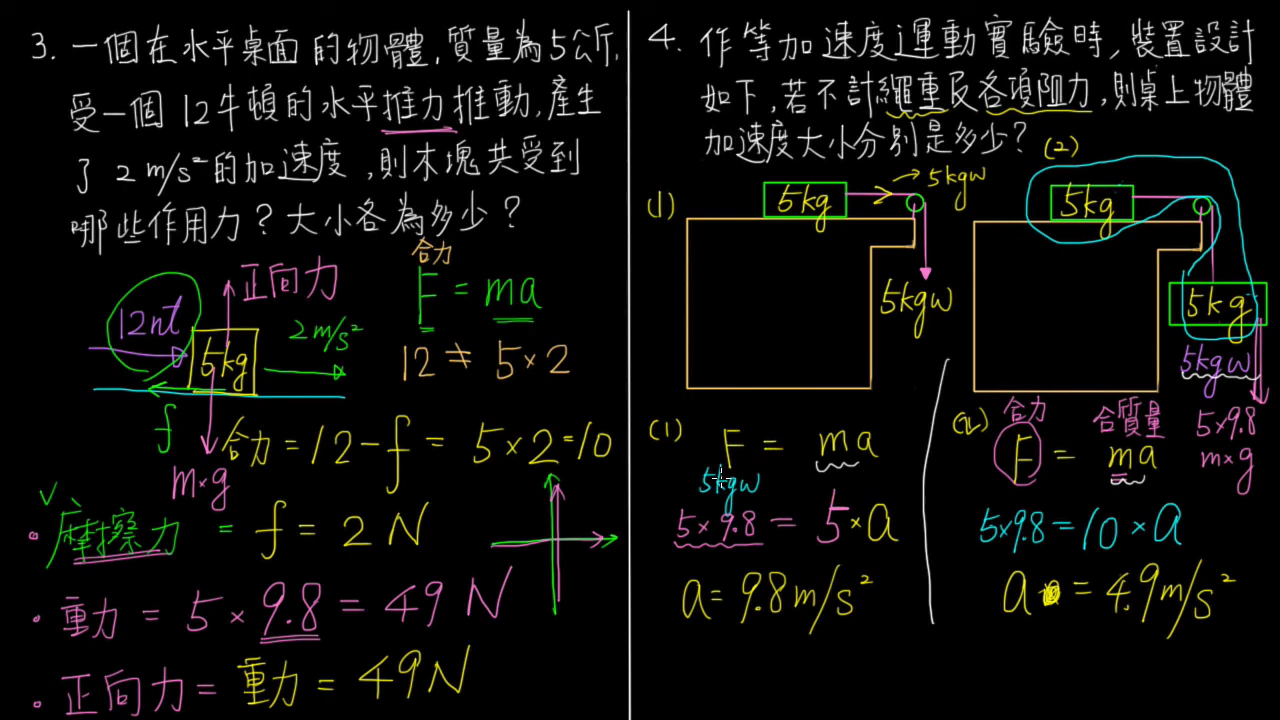 3. 一個在水平桌面的物體,質量為5公斤,
受一個12牛頓的水平推力推動,產生
了 2 m/s²的加速度,則木塊共受到
哪些作用力?大小各為多少?
正向力
12nt
5kg
2 m/s²
f
m×g
合力
F = ma
12 ≠ 5×2
合力 = 12 - f = 5×2 = 10
✓
• 摩擦力 = f = 2 N
• 重力 = 5 × 9.8 = 49 N
• 正向力 = 重力 = 49 N
4. 作等加速度運動實驗時,裝置設計
如下,若不計繩重及各項阻力,則桌上物體
加速度大小分別是多少?
(1)
5kg
→ 5kgw
5kgw
(2)
5kg
5kg
5kgw
5×9.8
m×g
(1) F = ma
5kgw
5×9.8 = 5×a
a = 9.8 m/s²
(2)
合力
合質量
F = ma
5×9.8 = 10 × a
a = 4.9 m/s²